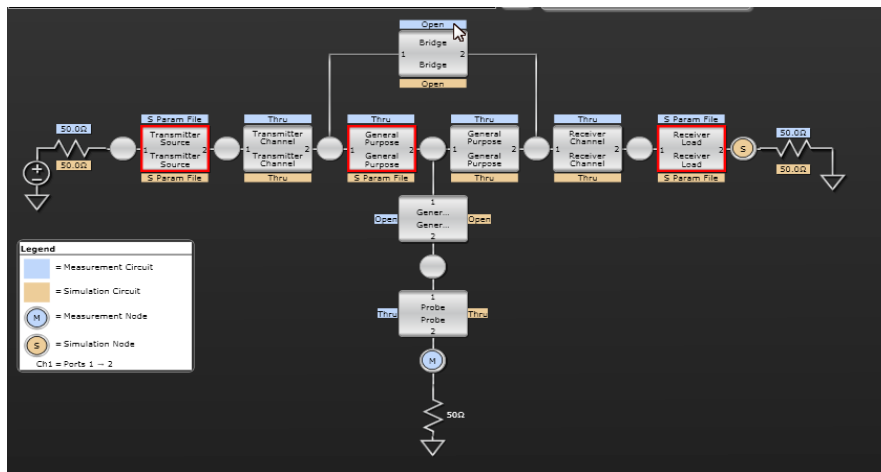 Open
Bridge
1 2
Bridge
Open
S Param File
Thru
Thru
Thru
Thru
S Param File
50.0Ω
50.0Ω
Transmitter
Source
1 2
Transmitter
Source
Transmitter
Channel
1 2
Transmitter
Channel
General
Purpose
1 2
General
Purpose
General
Purpose
1 2
General
Purpose
Receiver
Channel
1 2
Receiver
Channel
Receiver
Load
1 2
Receiver
Load
S
50.0Ω
50.0Ω
S Param File
Thru
S Param File
Thru
Thru
S Param File
1
Gener...
Open Open
Gener...
2
Legend
= Measurement Circuit
= Simulation Circuit
M = Measurement Node
S = Simulation Node
Ch1 = Ports 1 → 2
1
Probe
Thru Thru
Probe
2
M
50Ω